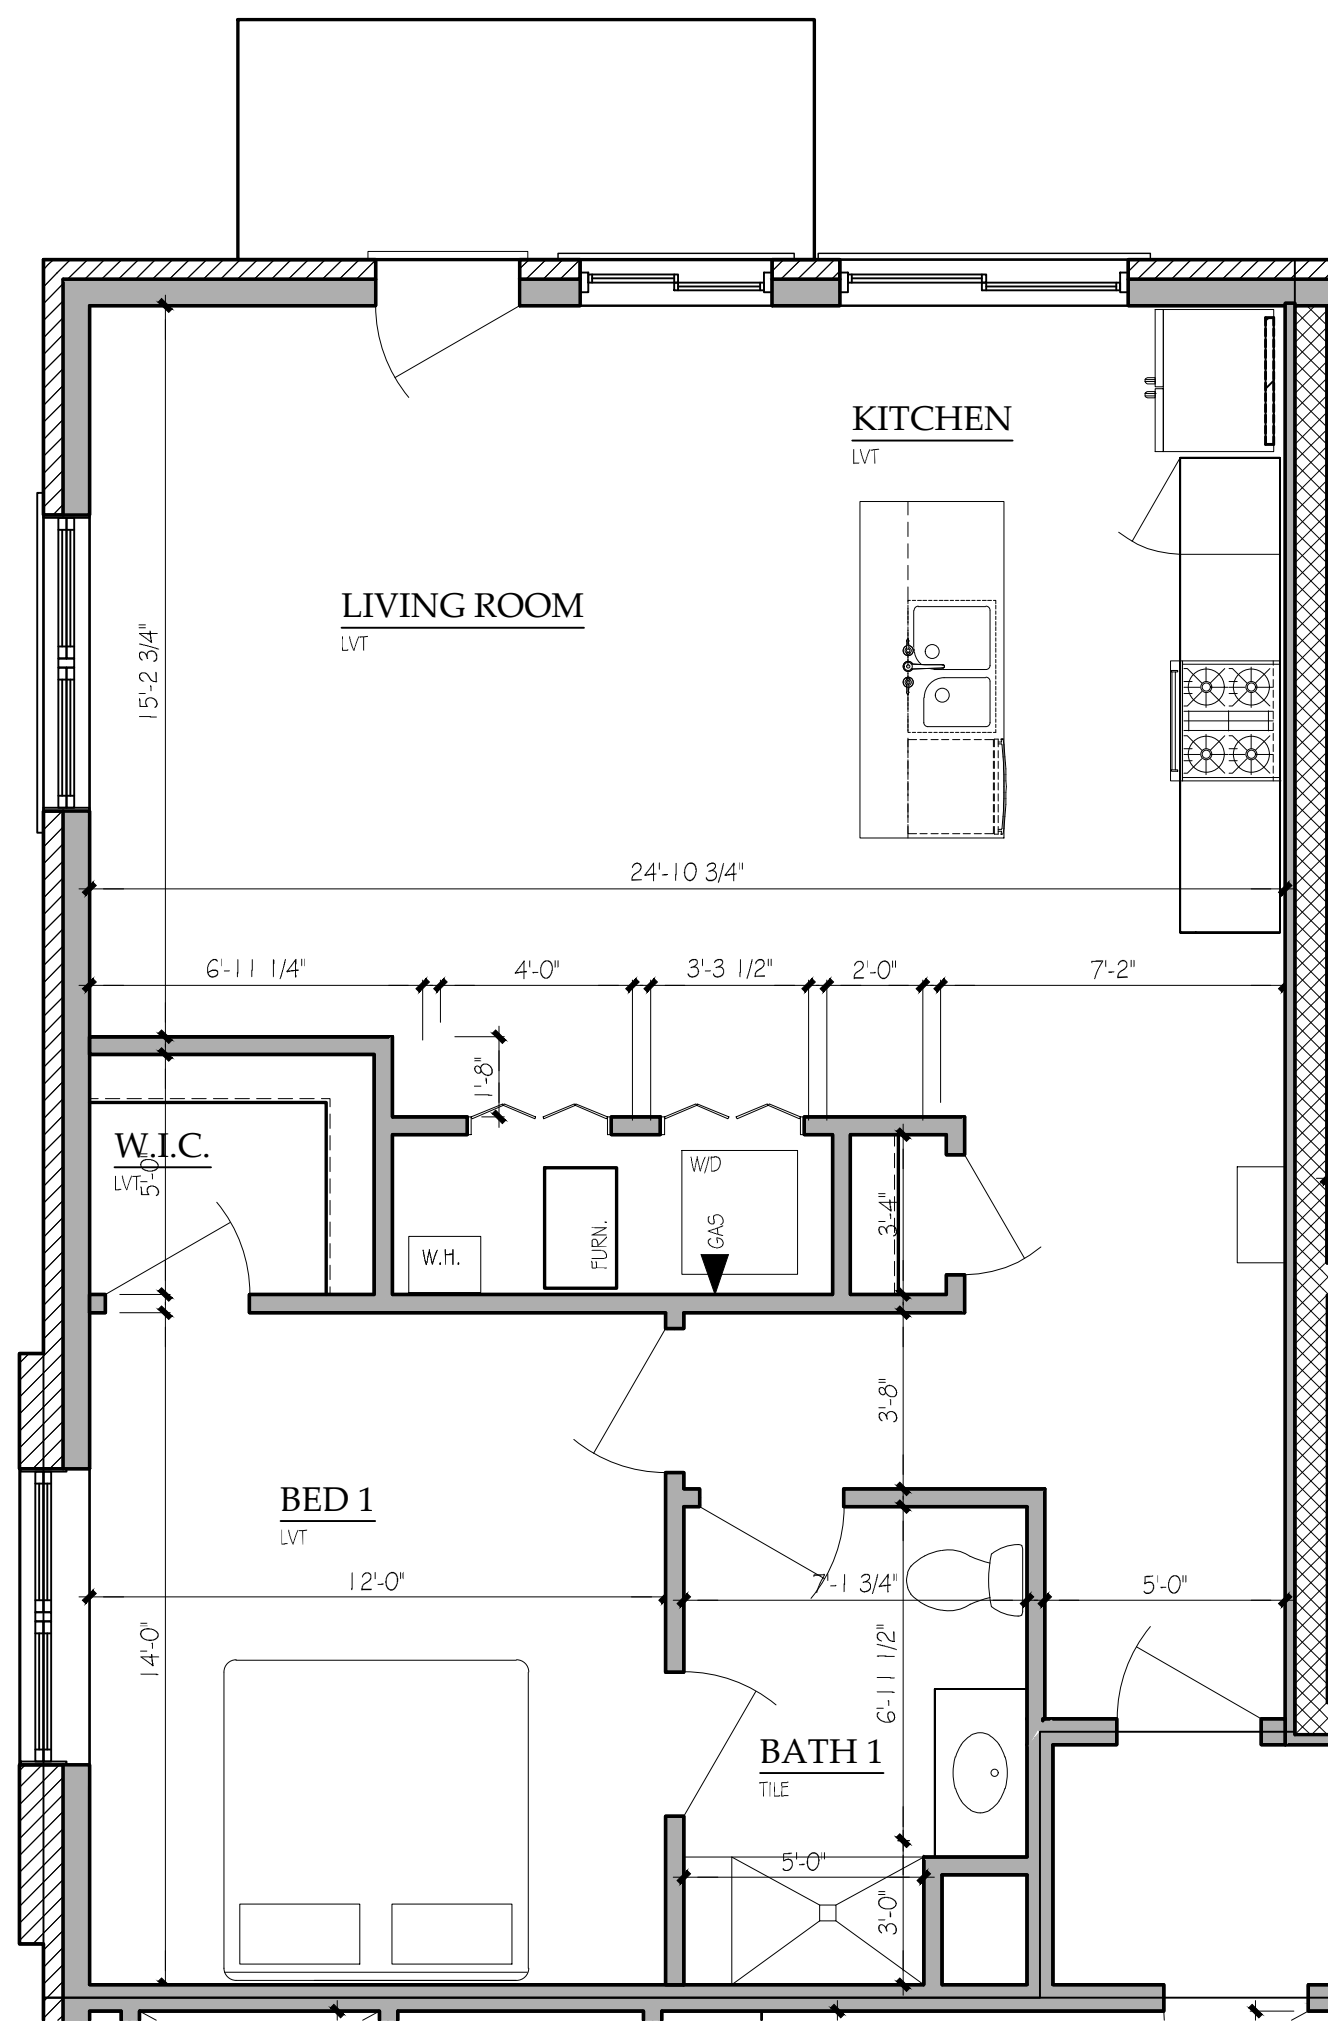 KITCHEN
LVT
LIVING ROOM
LVT
15'-2 3/4"
24'-10 3/4"
6'-11 1/4"
4'-0"
3'-3 1/2"
2'-0"
7'-2"
1'-8"
W.I.C.
LVT
5'-0"
W/D
GAS
FURN.
W.H.
3'-4"
3'-8"
BED 1
LVT
12'-0"
7'-1 3/4"
5'-0"
14'-0"
6'-11 1/2"
BATH 1
TILE
5'-0"
3'-0"